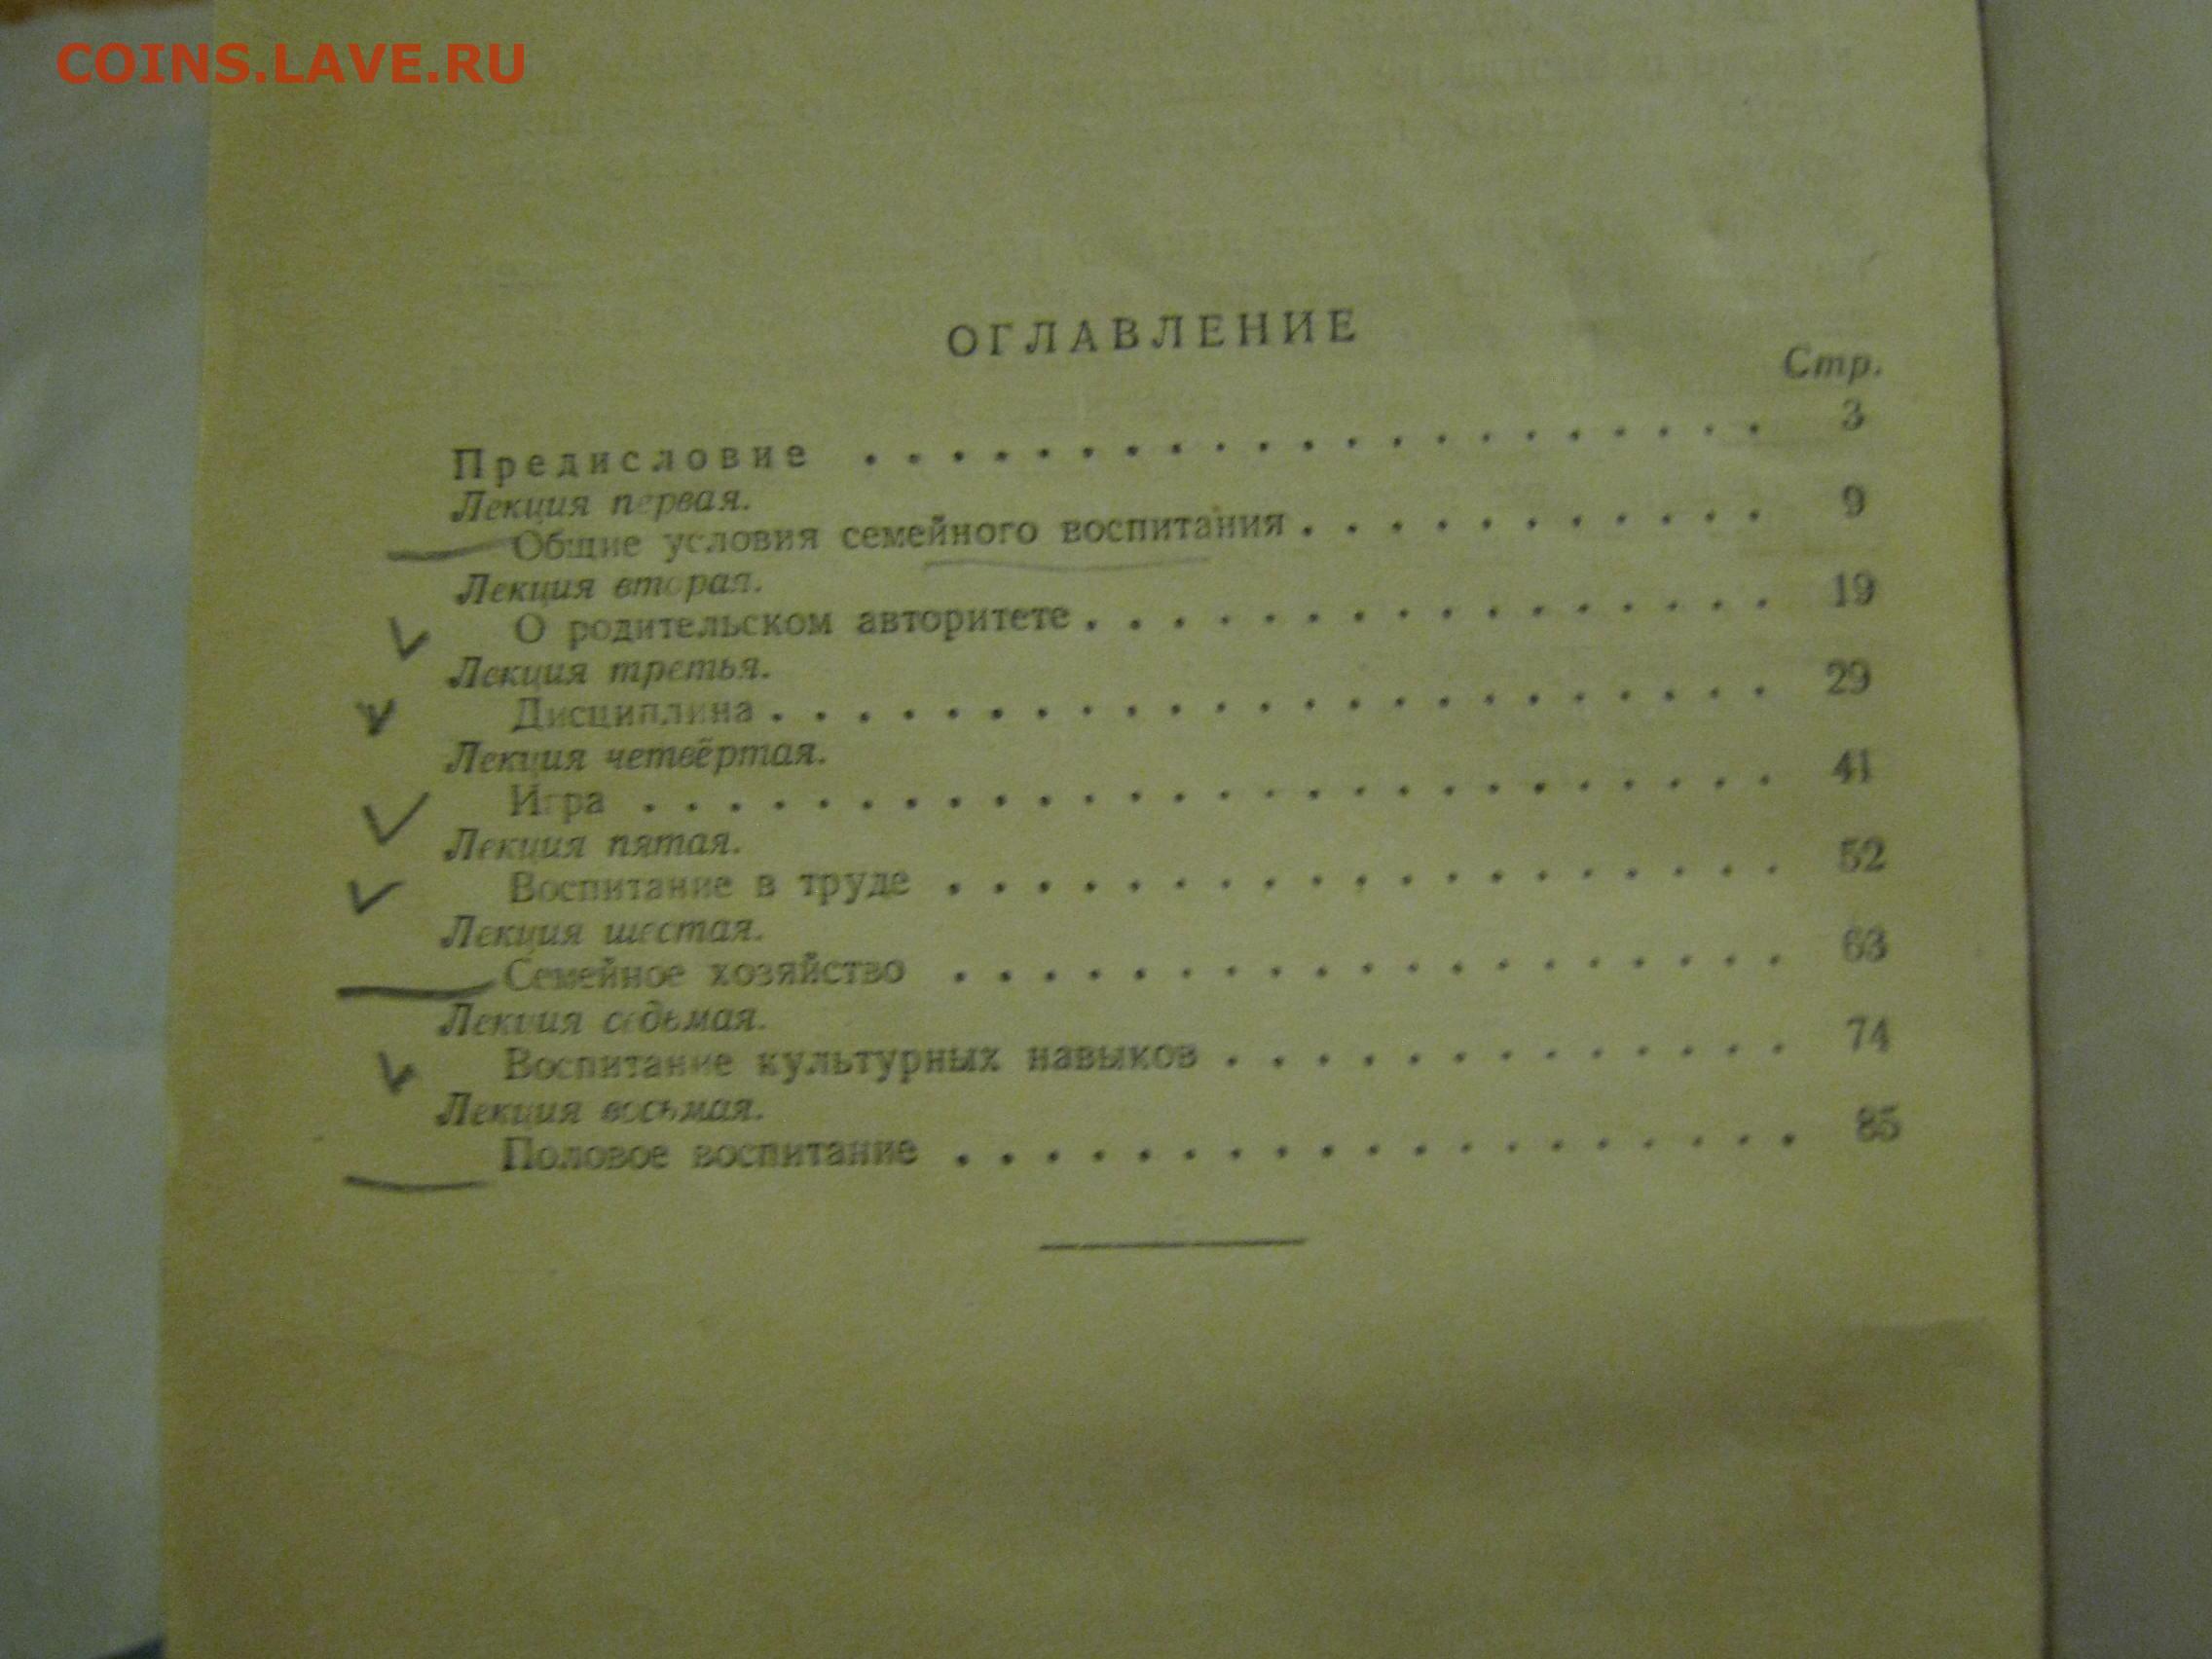 COINS.LAVE.RU
ОГЛАВЛЕНИЕ
Стр.
Предисловие . . . . . . . . . . . . . . . . . . . . . 3
Лекция первая.
Общие условия семейного воспитания . . . . . . . . . . . 9
Лекция вторая.
О родительском авторитете . . . . . . . . . . . . . . . . 19
Лекция третья.
Дисциплина . . . . . . . . . . . . . . . . . . . . . . . 29
Лекция четвёртая.
Игра . . . . . . . . . . . . . . . . . . . . . . . . . . 41
Лекция пятая.
Воспитание в труде . . . . . . . . . . . . . . . . . . . 52
Лекция шестая.
Семейное хозяйство . . . . . . . . . . . . . . . . . . . 63
Лекция седьмая.
Воспитание культурных навыков . . . . . . . . . . . . . 74
Лекция восьмая.
Половое воспитание . . . . . . . . . . . . . . . . . . . 85